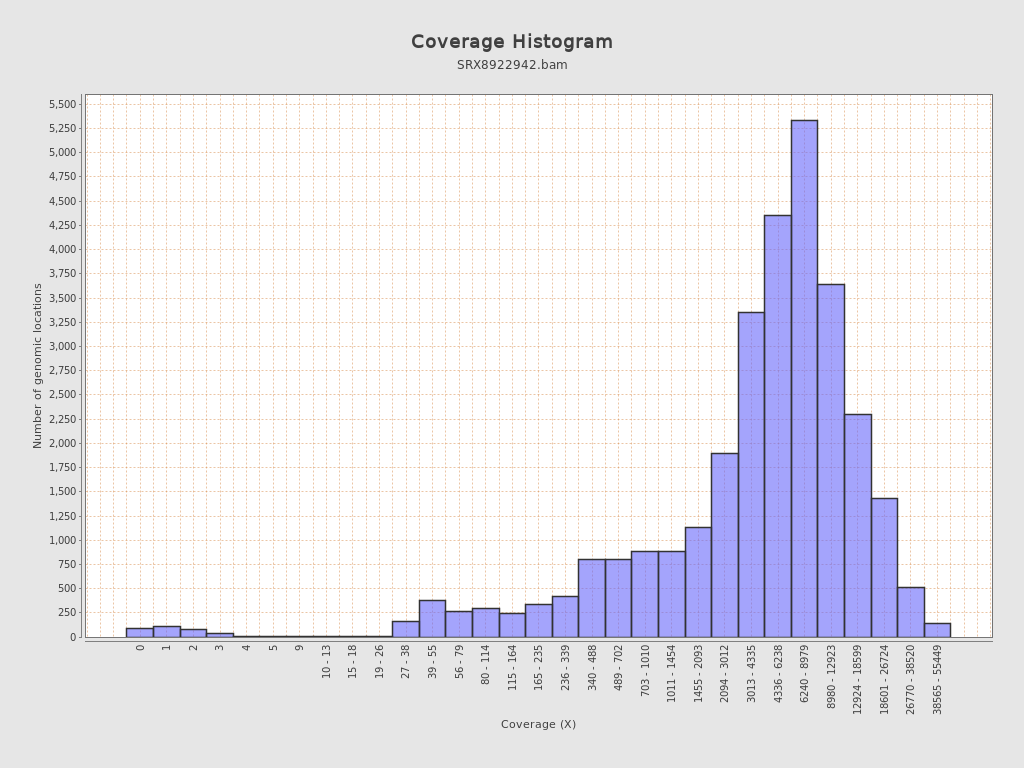 Coverage Histogram
SRX8922942.bam
Number of genomic locations
5,500
5,250
5,000
4,750
4,500
4,250
4,000
3,750
3,500
3,250
3,000
2,750
2,500
2,250
2,000
1,750
1,500
1,250
1,000
750
500
250
0
0
1
2
3
4
5
9
10 - 13
15 - 18
19 - 26
27 - 38
39 - 55
56 - 79
80 - 114
115 - 164
165 - 235
236 - 339
340 - 488
489 - 702
703 - 1010
1011 - 1454
1455 - 2093
2094 - 3012
3013 - 4335
4336 - 6238
6240 - 8979
8980 - 12923
12924 - 18599
18601 - 26724
26770 - 38520
38565 - 55449
Coverage (X)